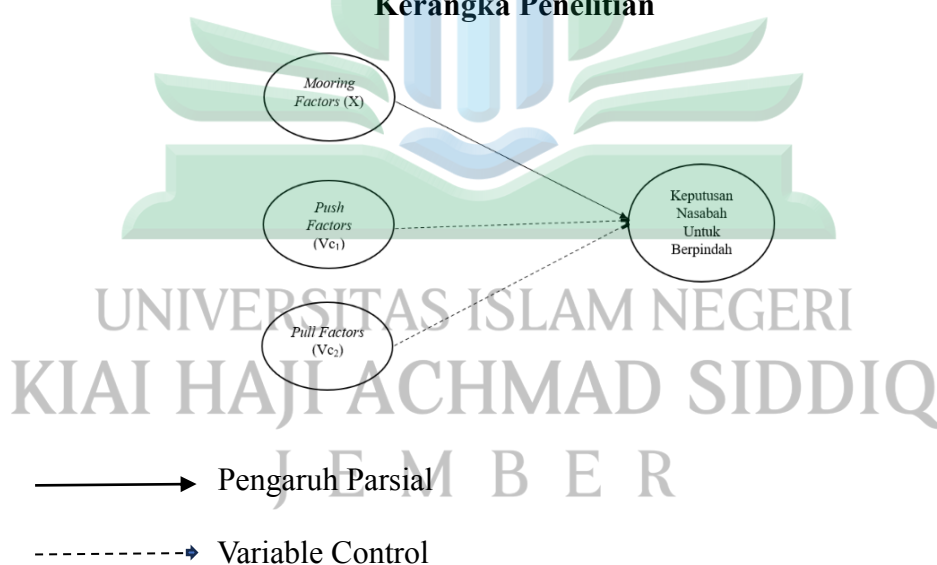 Kerangka Penelitian
Mooring
Factors (X)
Push
Factors
(Vc₁)
Pull Factors
(Vc₂)
Keputusan
Nasabah
Untuk
Berpindah
UNIVERSITAS ISLAM NEGERI
KIAI HAJI ACHMAD SIDDIQ
JEMBER
Pengaruh Parsial
Variable Control